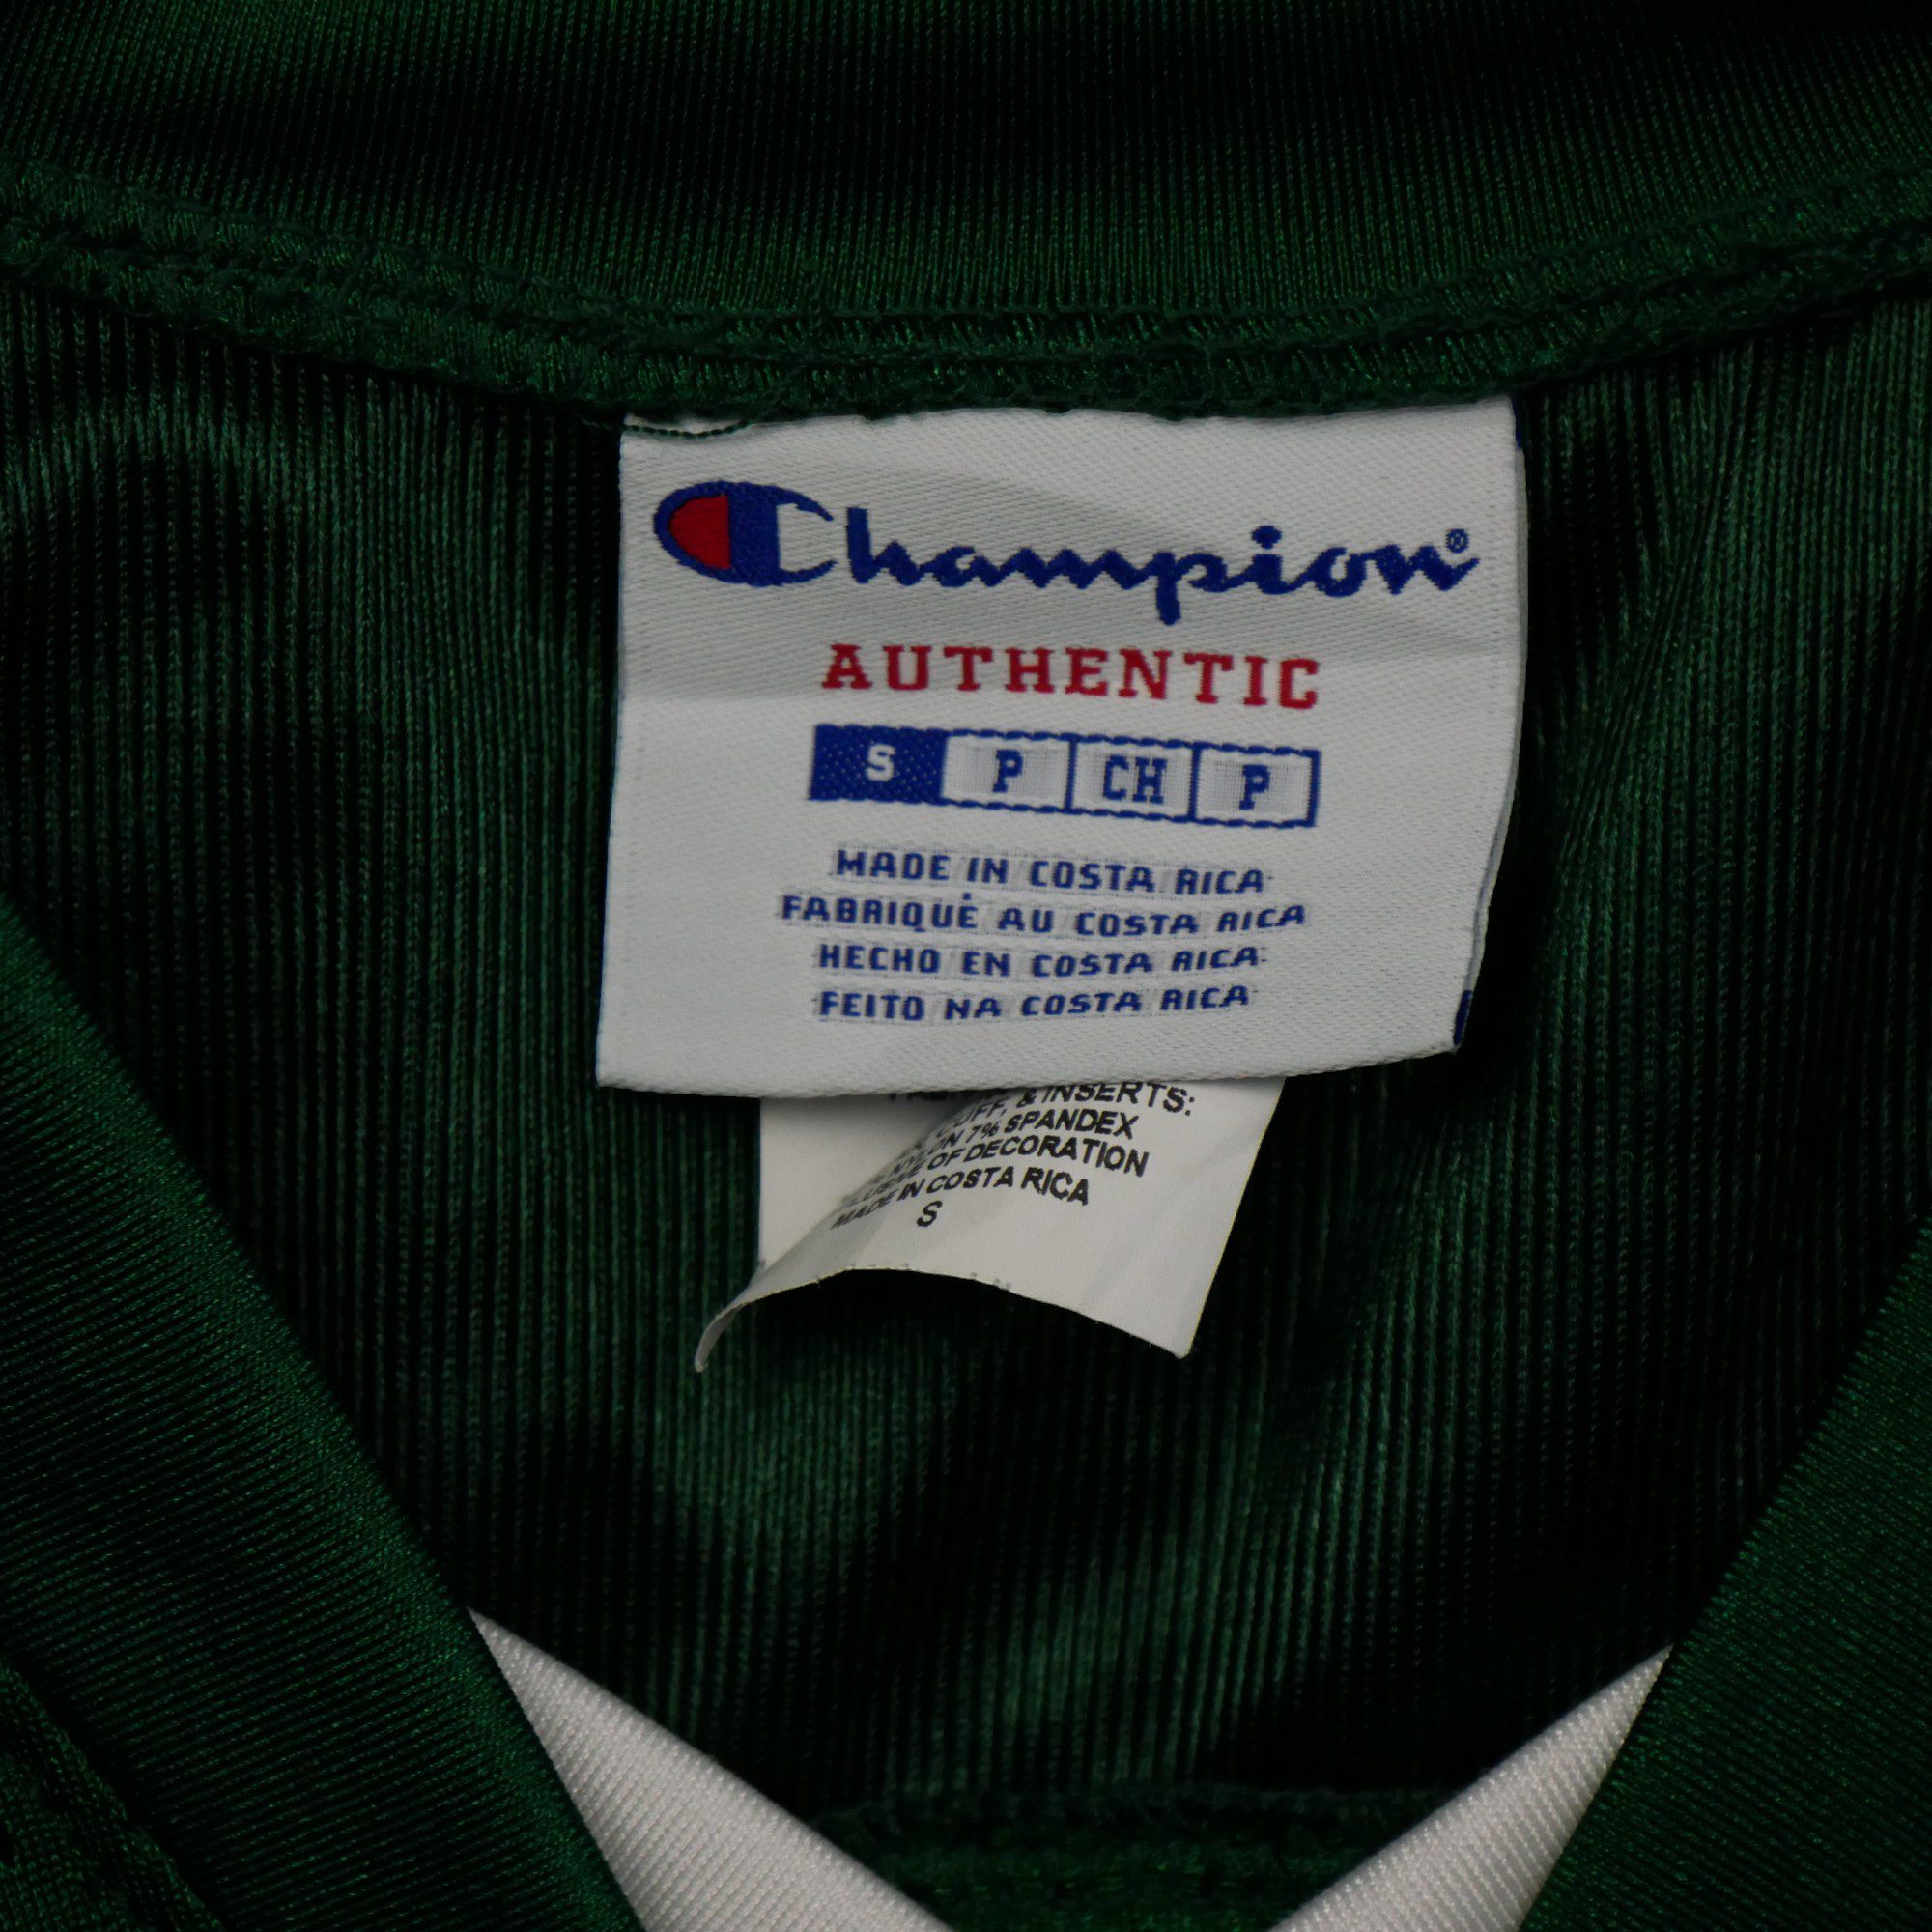 Champion®
AUTHENTIC
S P CH P
MADE IN COSTA RICA
FABRIQUÉ AU COSTA RICA
HECHO EN COSTA RICA
FEITO NA COSTA RICA
& INSERTS:
7% SPANDEX
OF DECORATION
MADE IN COSTA RICA
S